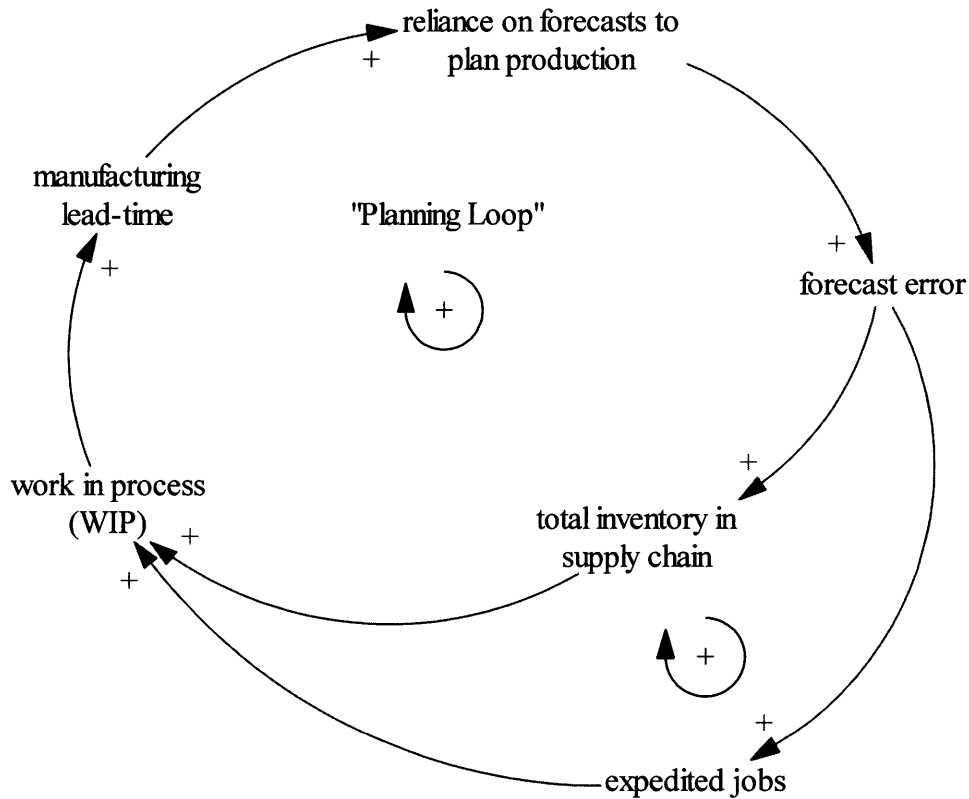 reliance on forecasts to
plan production
+
manufacturing
lead-time
"Planning Loop"
+
+
forecast error
+
+
work in process
(WIP)
+
+
total inventory in
supply chain
+
+
+
expedited jobs